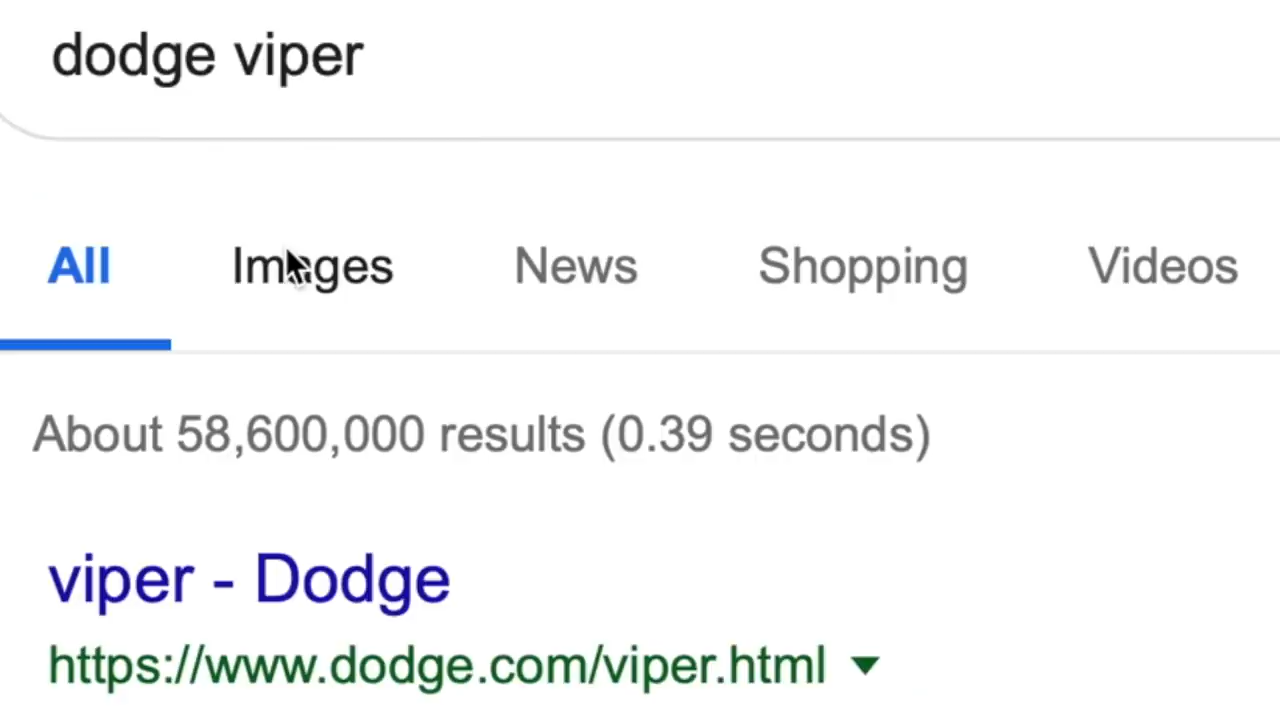 dodge viper
All Images News Shopping Videos
About 58,600,000 results (0.39 seconds)
viper - Dodge
https://www.dodge.com/viper.html